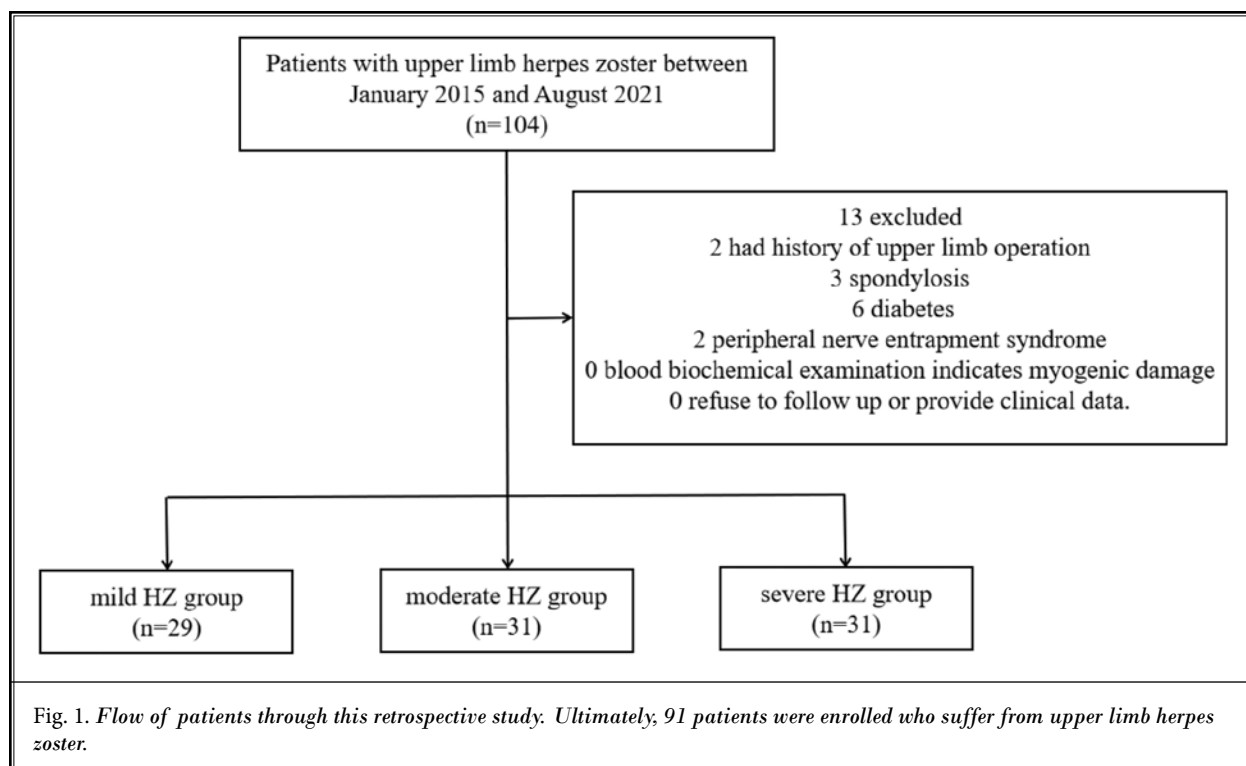 Patients with upper limb herpes zoster between
January 2015 and August 2021
(n=104)
13 excluded
2 had history of upper limb operation
3 spondylosis
6 diabetes
2 peripheral nerve entrapment syndrome
0 blood biochemical examination indicates myogenic damage
0 refuse to follow up or provide clinical data.
mild HZ group
(n=29)
moderate HZ group
(n=31)
severe HZ group
(n=31)
Fig. 1. Flow of patients through this retrospective study. Ultimately, 91 patients were enrolled who suffer from upper limb herpes
zoster.